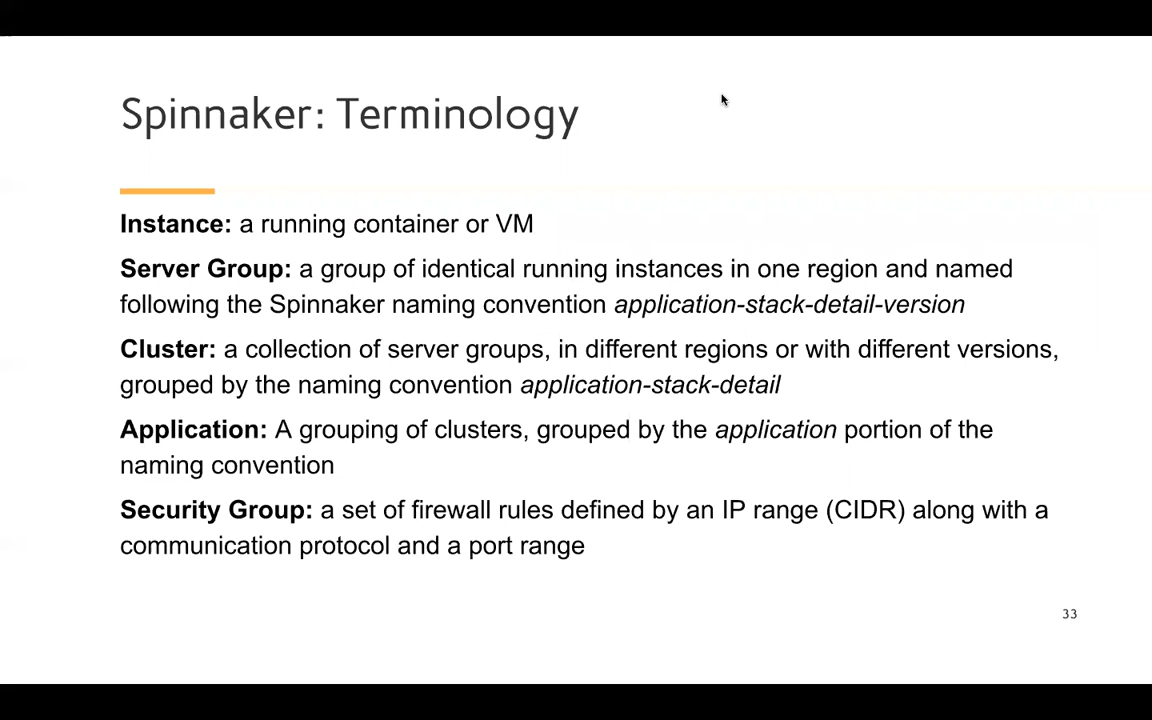 Spinnaker: Terminology
Instance: a running container or VM
Server Group: a group of identical running instances in one region and named
following the Spinnaker naming convention application-stack-detail-version
Cluster: a collection of server groups, in different regions or with different versions,
grouped by the naming convention application-stack-detail
Application: A grouping of clusters, grouped by the application portion of the
naming convention
Security Group: a set of firewall rules defined by an IP range (CIDR) along with a
communication protocol and a port range
33